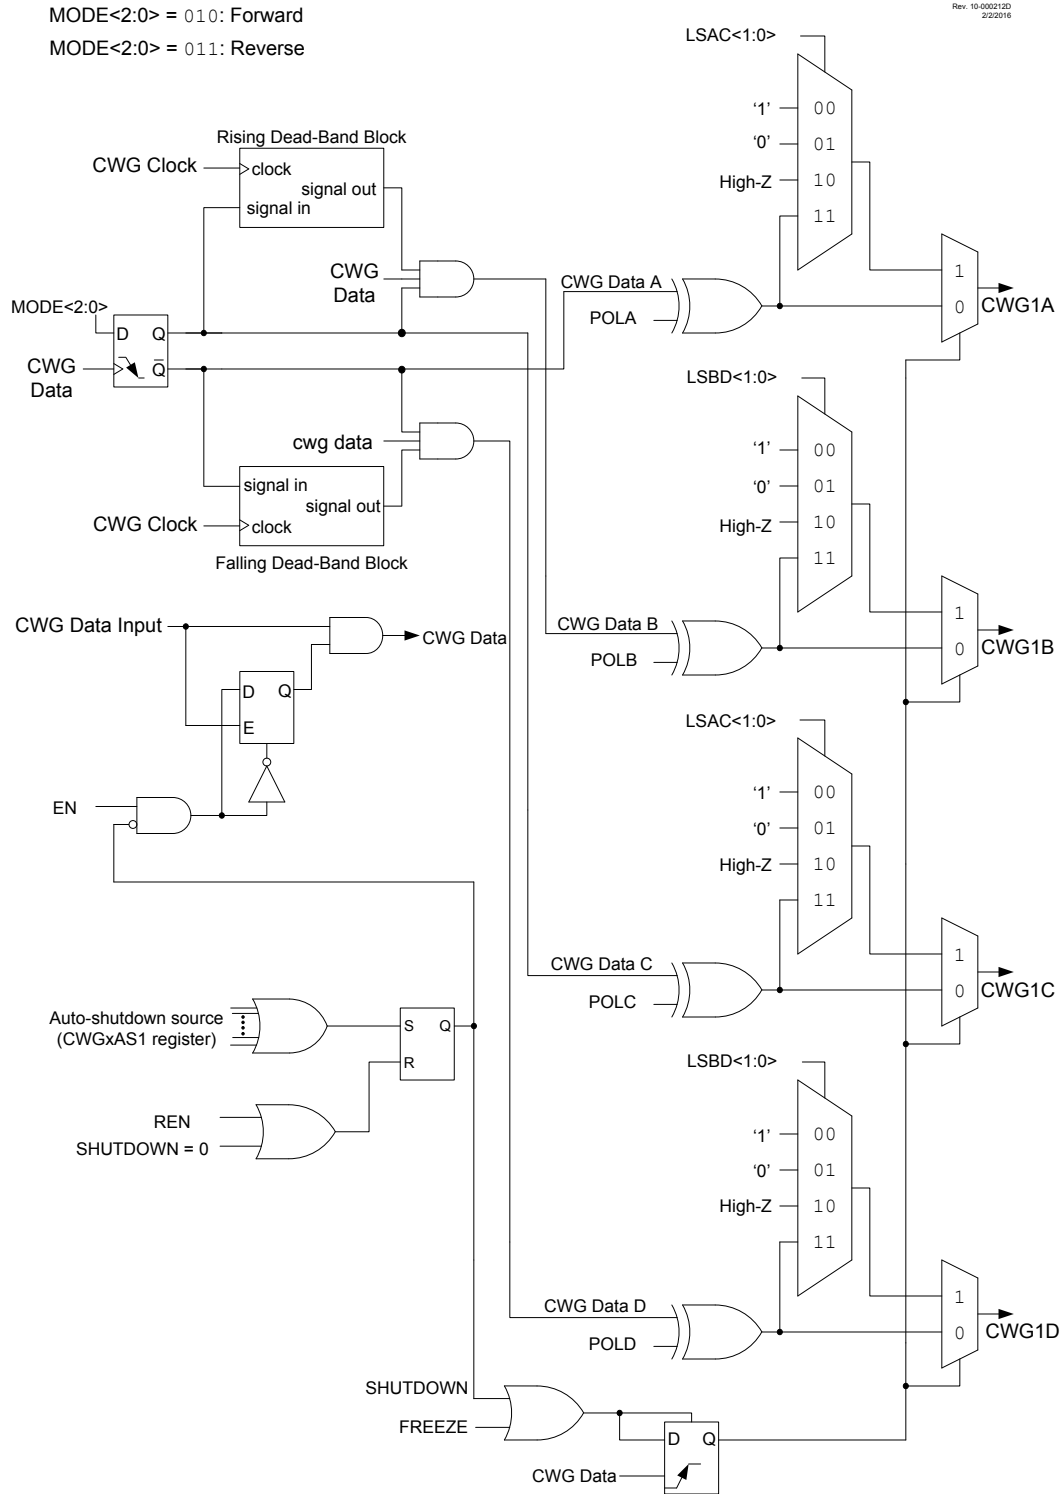 MODE<2:0> = 010: Forward
Rev. 10-000212D
2/2/2016
MODE<2:0> = 011: Reverse
LSAC<1:0>
'1'
00
'0'
01
High-Z
10
11
Rising Dead-Band Block
CWG Clock
clock
signal out
signal in
CWG
Data
CWG Data A
POLA
1
0
CWG1A
MODE<2:0>
D
Q
CWG
Data
Q
LSBD<1:0>
'1'
00
'0'
01
High-Z
10
11
cwg data
signal in
signal out
CWG Clock
clock
Falling Dead-Band Block
CWG Data Input
CWG Data
D
Q
E
CWG Data B
POLB
1
0
CWG1B
EN
LSAC<1:0>
'1'
00
'0'
01
High-Z
10
11
CWG Data C
POLC
1
0
CWG1C
Auto-shutdown source
(CWGxAS1 register)
S
Q
R
REN
SHUTDOWN = 0
LSBD<1:0>
'1'
00
'0'
01
High-Z
10
11
CWG Data D
POLD
1
0
CWG1D
SHUTDOWN
FREEZE
D
Q
CWG Data